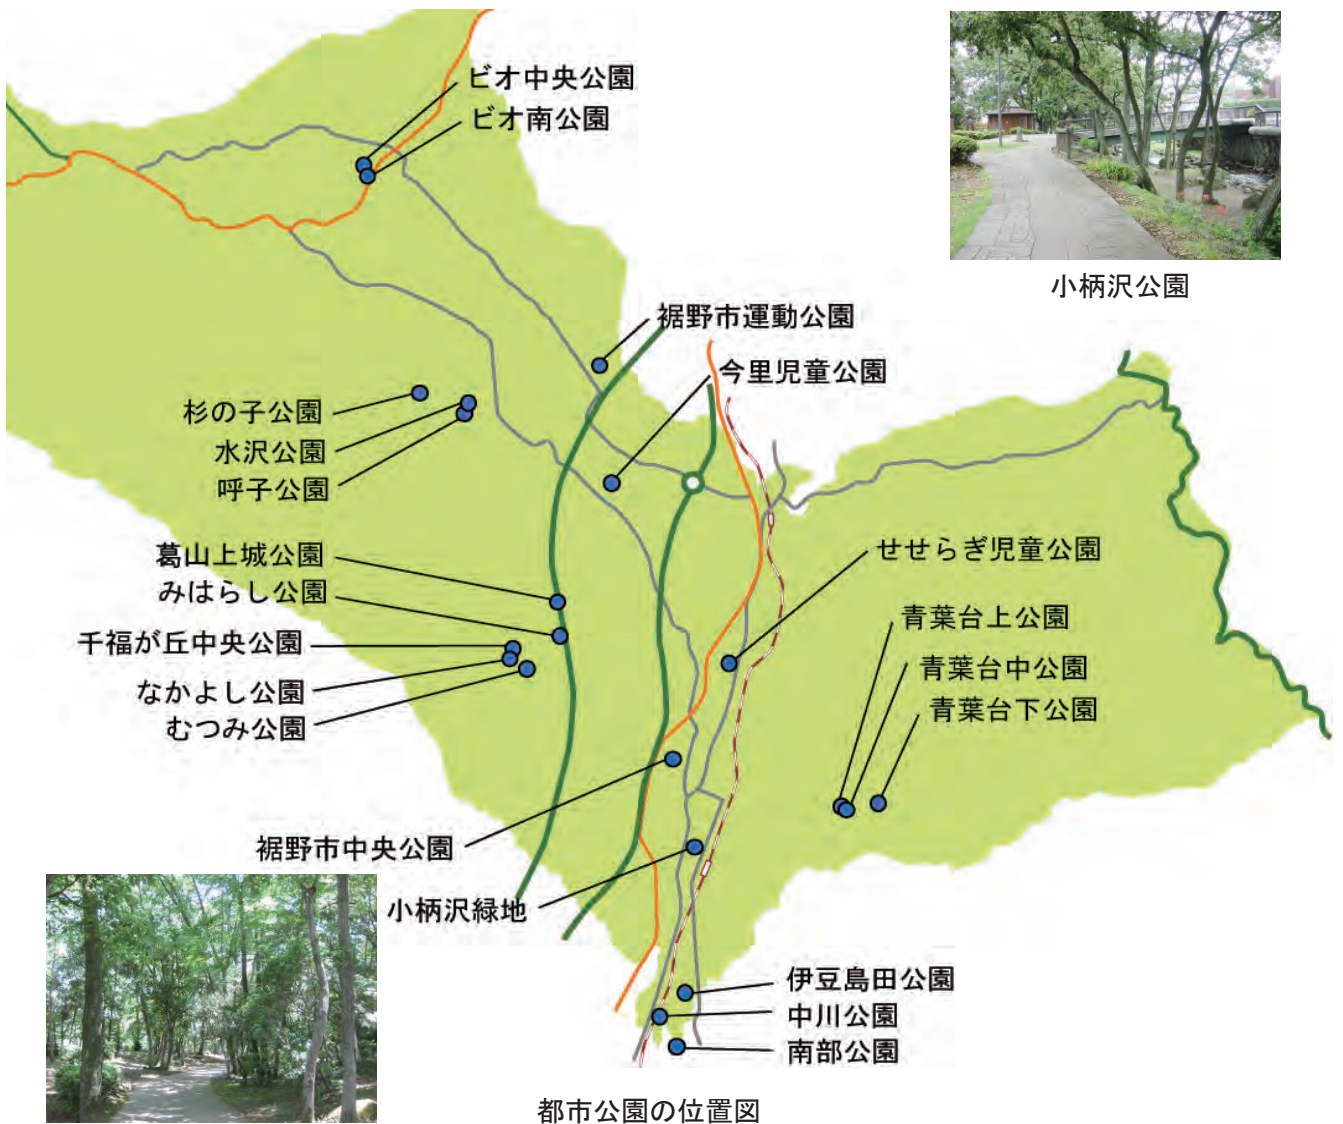 ビオ中央公園
ビオ南公園
小柄沢公園
裾野市運動公園
今里児童公園
杉の子公園
水沢公園
呼子公園
葛山上城公園
みはらし公園
千福が丘中央公園
なかよし公園
むつみ公園
せせらぎ児童公園
青葉台上公園
青葉台中公園
青葉台下公園
裾野市中央公園
小柄沢緑地
伊豆島田公園
中川公園
南部公園
都市公園の位置図